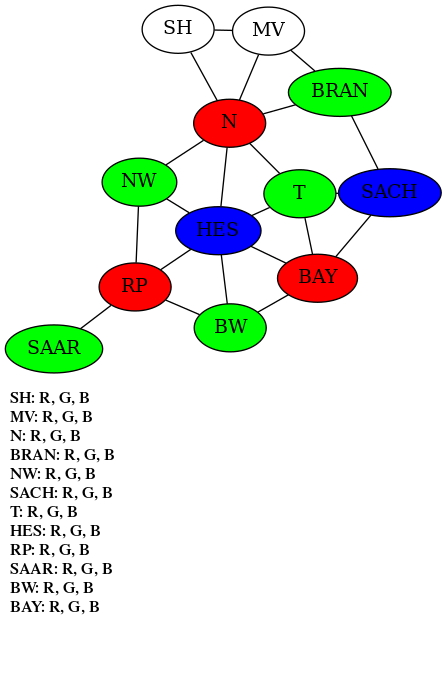 SH
MV
BRAN
N
NW
T
SACH
HES
BAY
RP
BW
SAAR
SH: R, G, B
MV: R, G, B
N: R, G, B
BRAN: R, G, B
NW: R, G, B
SACH: R, G, B
T: R, G, B
HES: R, G, B
RP: R, G, B
SAAR: R, G, B
BW: R, G, B
BAY: R, G, B